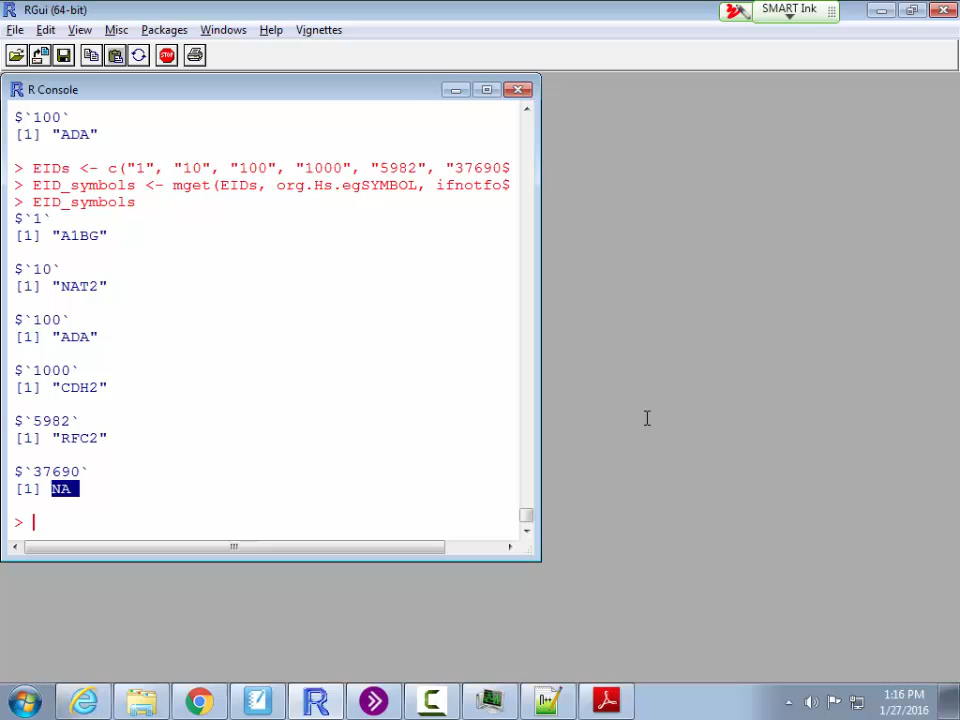 RGui (64-bit)
SMART Ink
File Edit View Misc Packages Windows Help Vignettes
STOP
R Console
$`100`
[1] "ADA"
> EIDs <- c("1", "10", "100", "1000", "5982", "37690$
> EID_symbols <- mget(EIDs, org.Hs.egSYMBOL, ifnotfo$
> EID_symbols
$`1`
[1] "A1BG"
$`10`
[1] "NAT2"
$`100`
[1] "ADA"
$`1000`
[1] "CDH2"
$`5982`
[1] "RFC2"
$`37690`
[1] NA
>
1:16 PM
1/27/2016